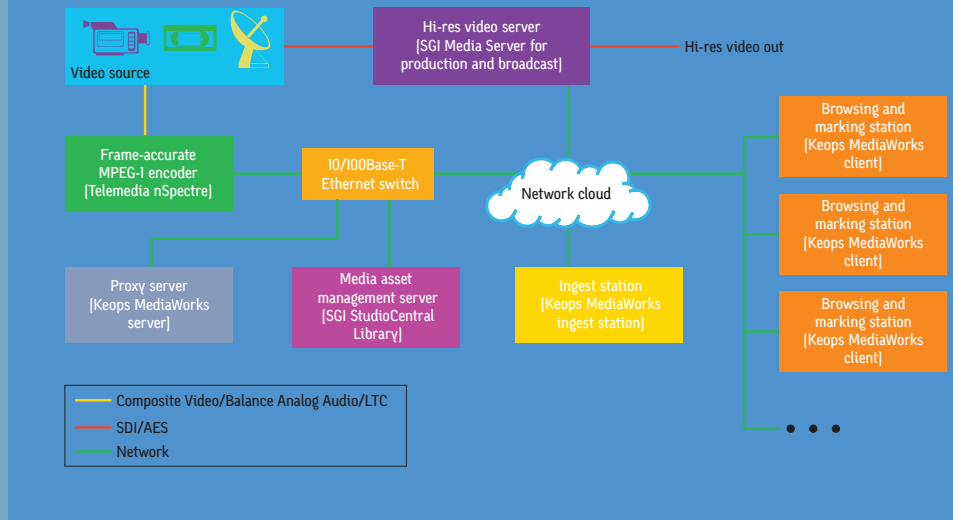 Video source
Hi-res video server
(SGI Media Server for
production and broadcast)
Hi-res video out
Frame-accurate
MPEG-1 encoder
(Telemedia nSpectre)
10/100Base-T
Ethernet switch
Network cloud
Browsing and
marking station
(Keops MediaWorks
client)
Browsing and
marking station
(Keops MediaWorks
client)
Browsing and
marking station
(Keops MediaWorks
client)
Proxy server
(Keops MediaWorks
server)
Media asset
management server
(SGI StudioCentral
Library)
Ingest station
(Keops MediaWorks
ingest station)
Composite Video/Balance Analog Audio/LTC
SDI/AES
Network
• • •